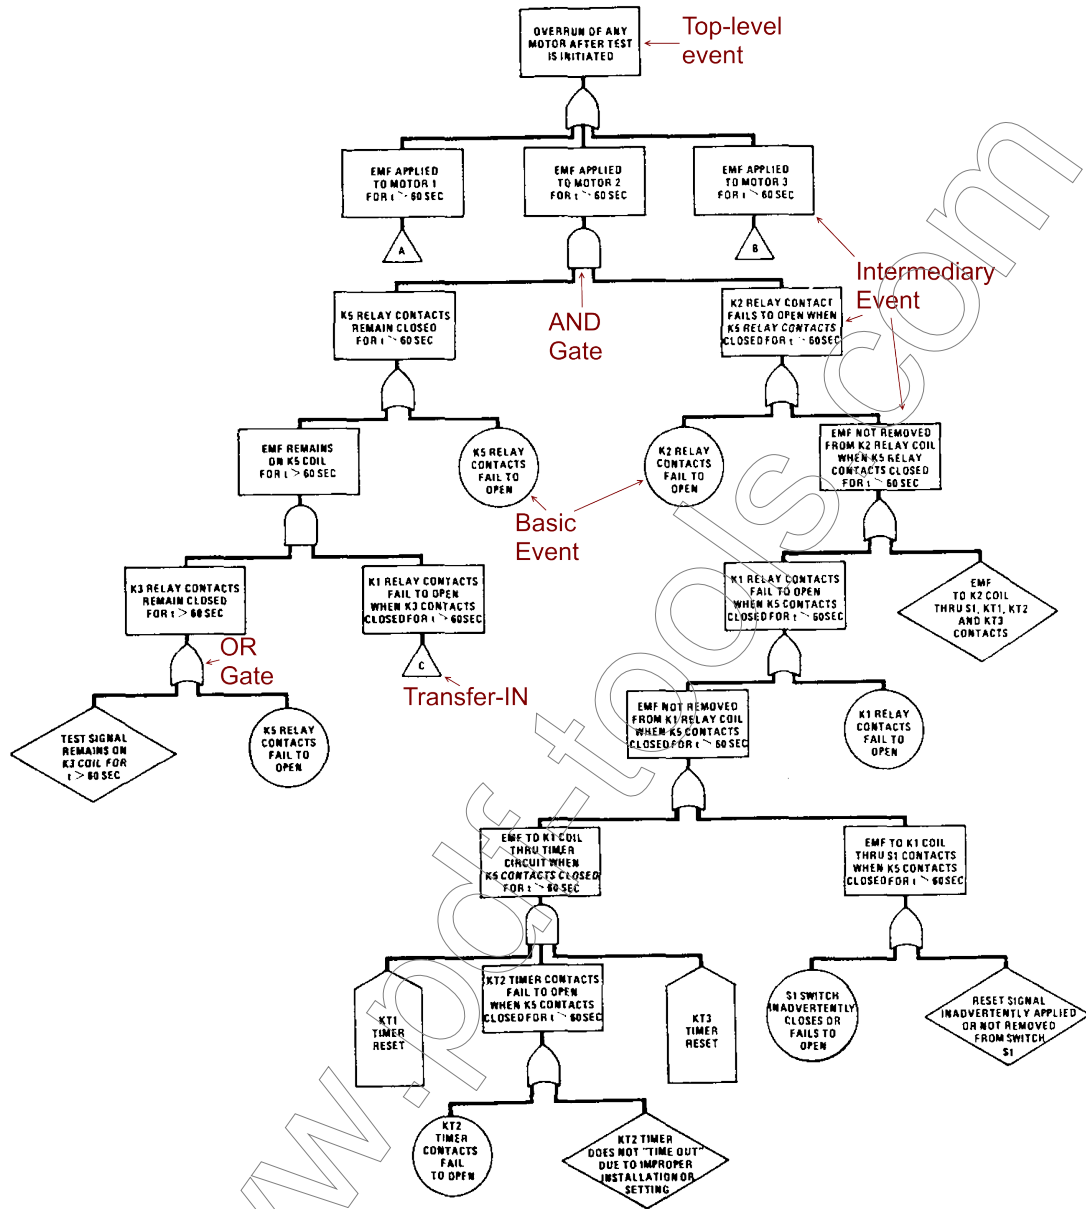 OVERRUN OF ANY
MOTOR AFTER TEST
IS INITIATED
Top-level
event
EMF APPLIED
TO MOTOR 1
FOR t > 60 SEC
EMF APPLIED
TO MOTOR 2
FOR t > 60 SEC
EMF APPLIED
TO MOTOR 3
FOR t > 60 SEC
A
B
Intermediary
Event
K5 RELAY CONTACTS
REMAIN CLOSED
FOR t > 60 SEC
AND
Gate
K2 RELAY CONTACT
FAILS TO OPEN WHEN
K5 RELAY CONTACTS
CLOSED FOR t > 60 SEC
EMF REMAINS
ON K5 COIL
FOR t > 60 SEC
K5 RELAY
CONTACTS
FAIL TO
OPEN
K2 RELAY
CONTACTS
FAIL TO
OPEN
EMF NOT REMOVED
FROM K2 RELAY COIL
WHEN K5 RELAY
CONTACTS CLOSED
FOR t > 60 SEC
Basic
Event
K3 RELAY CONTACTS
REMAIN CLOSED
FOR t > 60 SEC
K1 RELAY CONTACTS
FAIL TO OPEN
WHEN K3 CONTACTS
CLOSED FOR t > 60 SEC
K1 RELAY CONTACTS
FAIL TO OPEN
WHEN K5 CONTACTS
CLOSED FOR t > 60 SEC
EMF
TO K2 COIL
THRU S1, KT1, KT2
AND KT3
CONTACTS
OR
Gate
C
Transfer-IN
TEST SIGNAL
REMAINS ON
K3 COIL FOR
t > 60 SEC
K5 RELAY
CONTACTS
FAIL TO
OPEN
EMF NOT REMOVED
FROM K1 RELAY COIL
WHEN K5 CONTACTS
CLOSED FOR t > 60 SEC
K1 RELAY
CONTACTS
FAIL TO
OPEN
EMF TO K1 COIL
THRU TIMER
CIRCUIT WHEN
K5 CONTACTS CLOSED
FOR t > 60 SEC
EMF TO K1 COIL
THRU S1 CONTACTS
WHEN K5 CONTACTS
CLOSED FOR t > 60 SEC
KT1
TIMER
RESET
KT2 TIMER CONTACTS
FAIL TO OPEN
WHEN K5 CONTACTS
CLOSED FOR t > 60 SEC
KT3
TIMER
RESET
S1 SWITCH
INADVERTENTLY
CLOSES OR
FAILS TO
OPEN
RESET SIGNAL
INADVERTENTLY APPLIED
OR NOT REMOVED
FROM SWITCH
S1
KT2
TIMER
CONTACTS
FAIL
TO OPEN
KT2 TIMER
DOES NOT "TIME OUT"
DUE TO IMPROPER
INSTALLATION OR
SETTING
www.pdf-tools.com